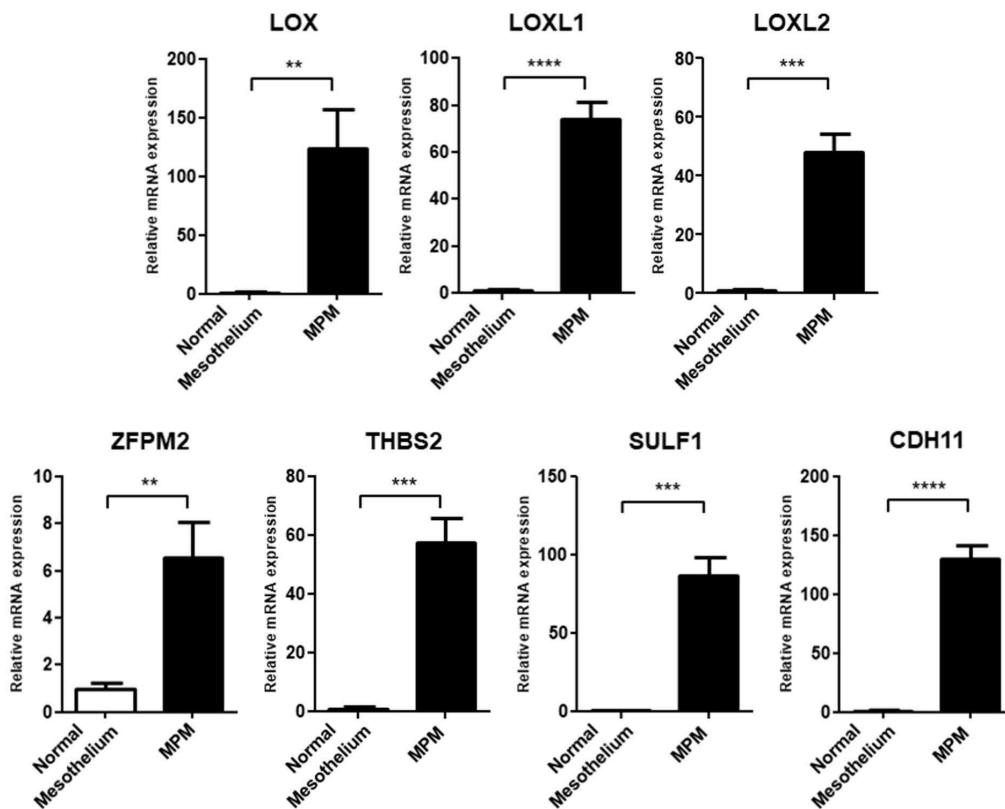 LOX
LOXL1
LOXL2
Relative mRNA expression
200
150
100
50
0
**
Normal
Mesothelium
MPM
Relative mRNA expression
100
80
60
40
20
0
****
Normal
Mesothelium
MPM
Relative mRNA expression
80
60
40
20
0
***
Normal
Mesothelium
MPM
ZFPM2
THBS2
SULF1
CDH11
Relative mRNA expression
10
8
6
4
2
0
**
Normal
Mesothelium
MPM
Relative mRNA expression
80
60
40
20
0
***
Normal
Mesothelium
MPM
Relative mRNA expression
150
100
50
0
***
Normal
Mesothelium
MPM
Relative mRNA expression
200
150
100
50
0
****
Normal
Mesothelium
MPM